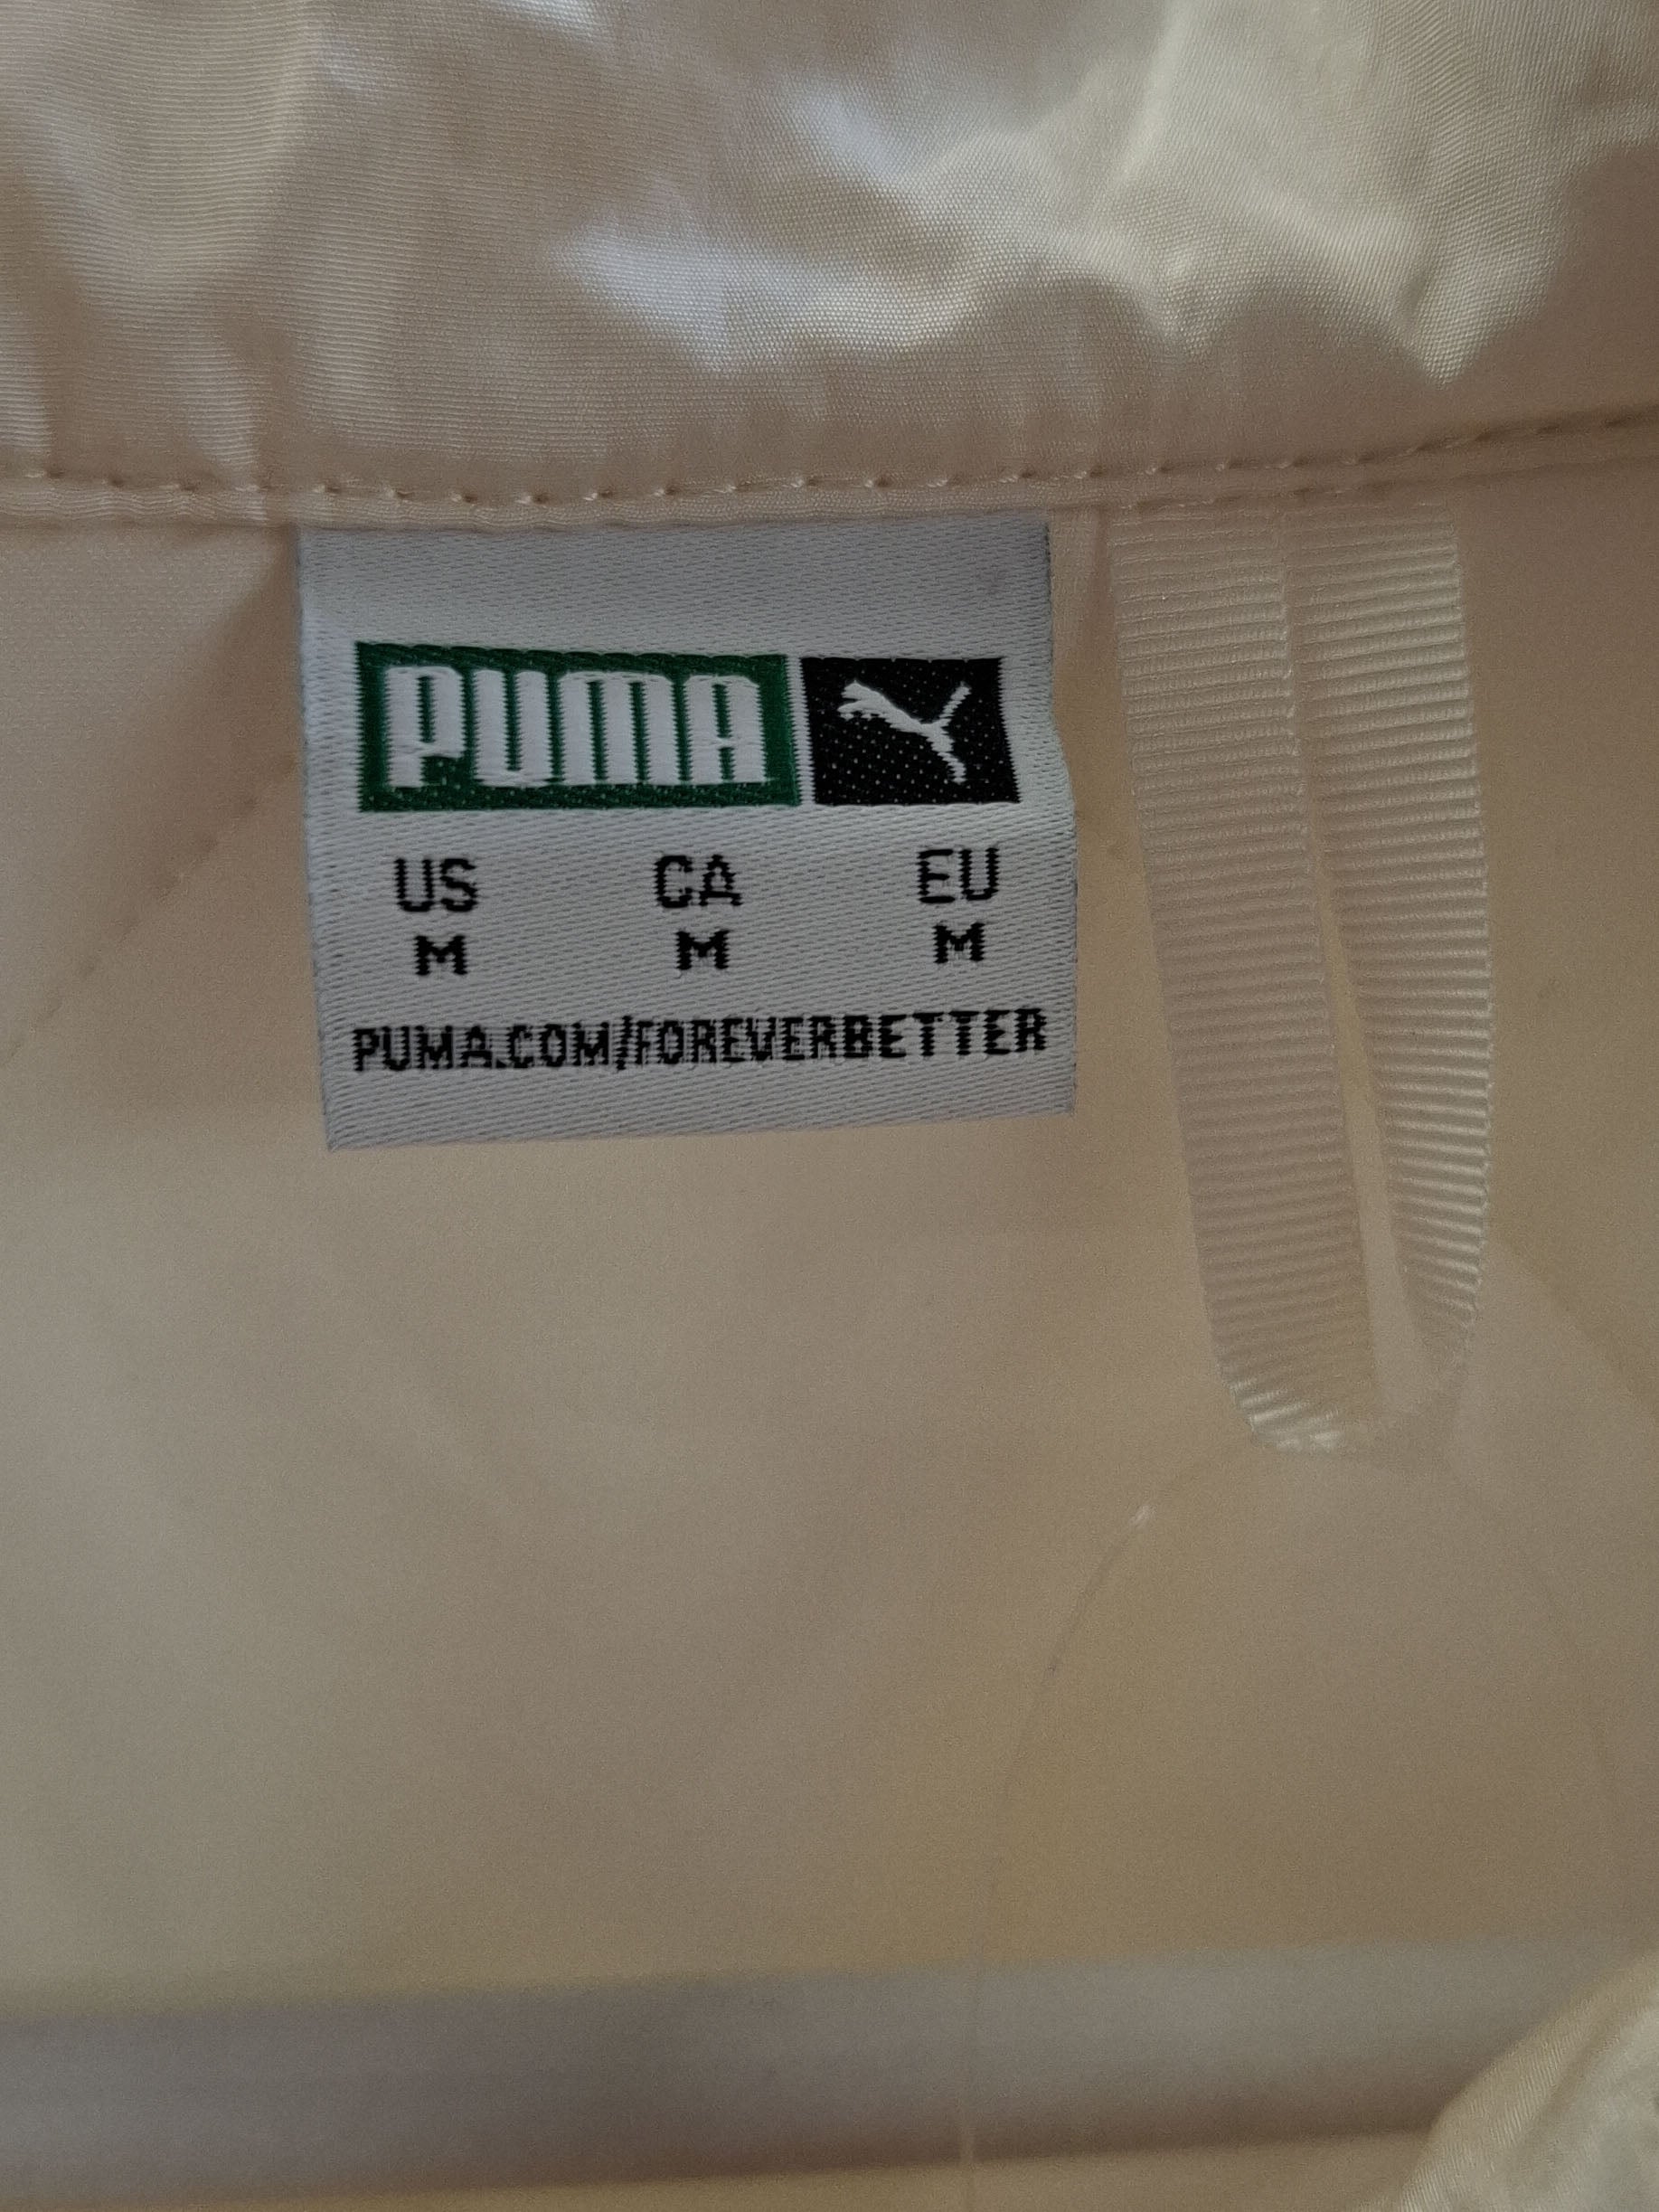 PUMA
US CA EU
M M M
PUMA.COM/FOREVERBETTER